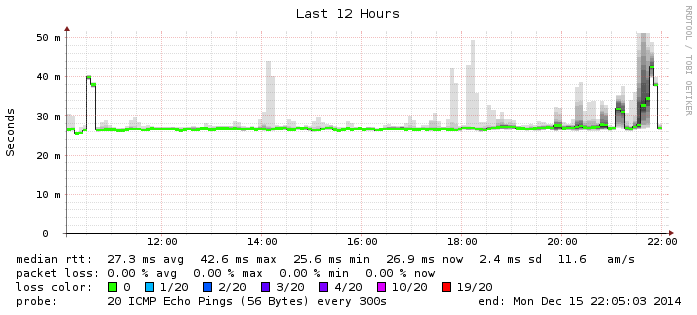 Last 12 Hours
RRDTOOL / TOBI OETIKER
Seconds
50 m
40 m
30 m
20 m
10 m
0
12:00 14:00 16:00 18:00 20:00 22:00
median rtt: 27.3 ms avg 42.6 ms max 25.6 ms min 26.9 ms now 2.4 ms sd 11.6 am/s
packet loss: 0.00 % avg 0.00 % max 0.00 % min 0.00 % now
loss color: 0 1/20 2/20 3/20 4/20 10/20 19/20
probe: 20 ICMP Echo Pings (56 Bytes) every 300s end: Mon Dec 15 22:05:03 2014